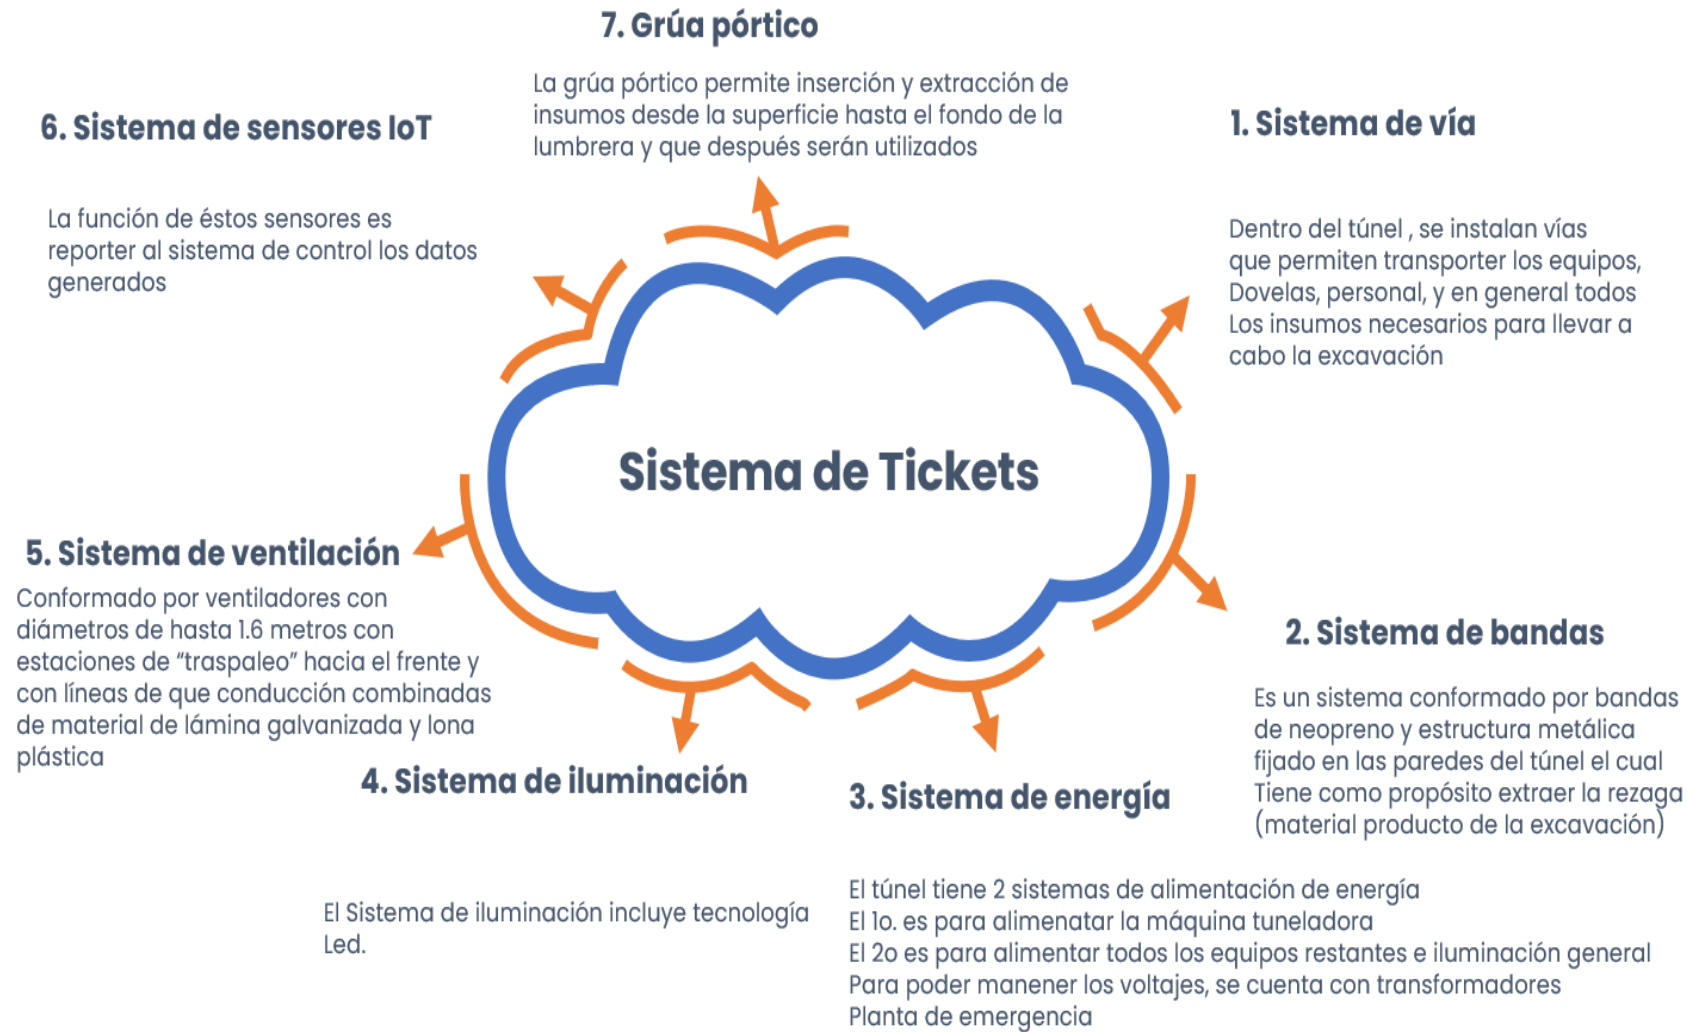 7. Grúa pórtico
La grúa pórtico permite inserción y extracción de
insumos desde la superficie hasta el fondo de la
lumbrera y que después serán utilizados
6. Sistema de sensores IoT
La función de éstos sensores es
reporter al sistema de control los datos
generados
1. Sistema de vía
Dentro del túnel , se instalan vías
que permiten transporter los equipos,
Dovelas, personal, y en general todos
Los insumos necesarios para llevar a
cabo la excavación
Sistema de Tickets
5. Sistema de ventilación
Conformado por ventiladores con
diámetros de hasta 1.6 metros con
estaciones de “traspaleo” hacia el frente y
con líneas de que conducción combinadas
de material de lámina galvanizada y lona
plástica
2. Sistema de bandas
Es un sistema conformado por bandas
de neopreno y estructura metálica
fijado en las paredes del túnel el cual
Tiene como propósito extraer la rezaga
(material producto de la excavación)
4. Sistema de iluminación
El Sistema de iluminación incluye tecnología
Led.
3. Sistema de energía
El túnel tiene 2 sistemas de alimentación de energía
El 1o. es para alimenatar la máquina tuneladora
El 2o es para alimentar todos los equipos restantes e iluminación general
Para poder manener los voltajes, se cuenta con transformadores
Planta de emergencia